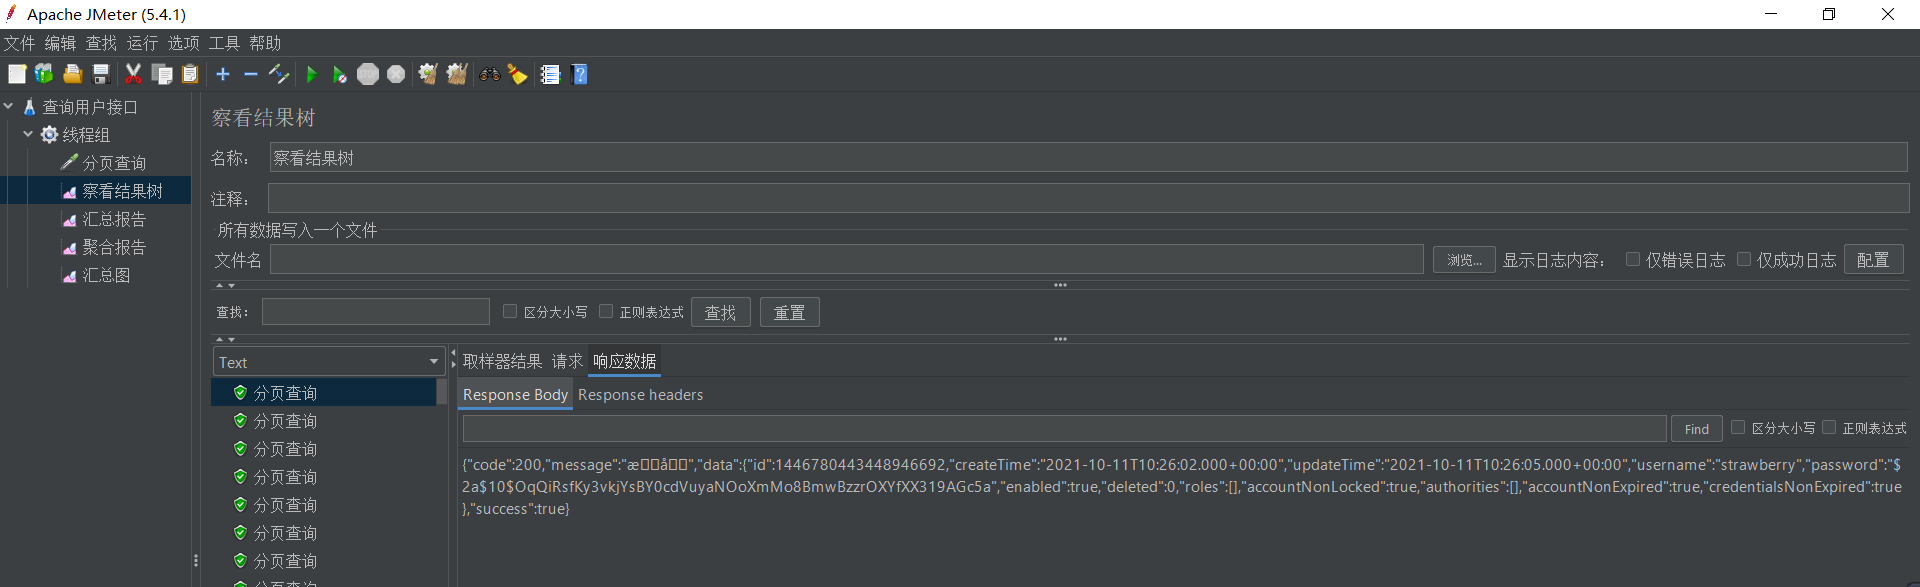 Apache JMeter (5.4.1)
文件 编辑 查找 运行 选项 工具 帮助
查询用户接口
线程组
分页查询
察看结果树
汇总报告
聚合报告
汇总图
察看结果树
名称： 察看结果树
注释：
所有数据写入一个文件
文件名 浏览... 显示日志内容： 仅错误日志 仅成功日志 配置
查找： 区分大小写 正则表达式 查找 重置
Text
取样器结果 请求 响应数据
Response Body Response headers
Find 区分大小写 正则表达式
分页查询
分页查询
分页查询
分页查询
分页查询
分页查询
分页查询
分页查询
{"code":200,"message":"æ","data":{"id":1446780443448946692,"createTime":"2021-10-11T10:26:02.000+00:00","updateTime":"2021-10-11T10:26:05.000+00:00","username":"strawberry","password":"$
2a$10$OqQiRsfKy3vkjYsBY0cdVuyaNOoXmMo8BmwBzzrOXYfXX319AGc5a","enabled":true,"deleted":0,"roles":[],"accountNonLocked":true,"authorities":[],"accountNonExpired":true,"credentialsNonExpired":true
},"success":true}